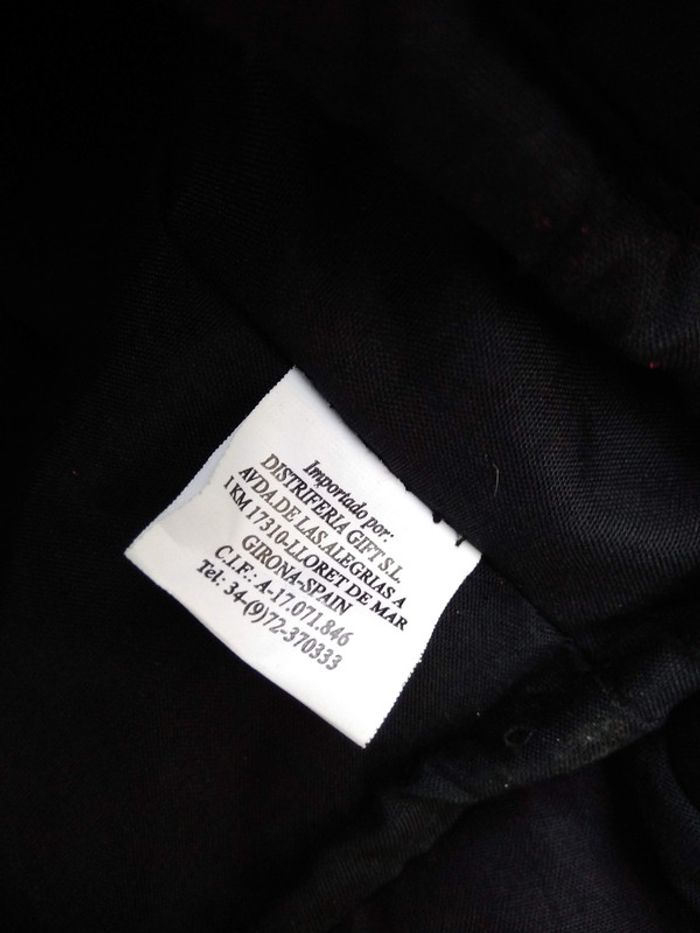 Importado por:
DISTRIFERIA GIFT S.L.
AVDA.DE LAS.ALEGRIAS A
1 KM 17310-LLORET DE MAR
GIRONA-SPAIN
C.I.F.: A-17.071.846
Tel: 34-(9)72-370333